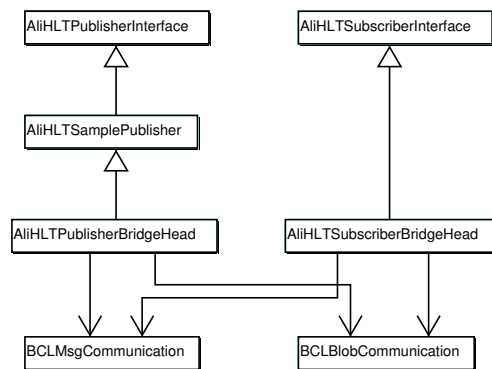 AliHLTPublisherInterface
AliHLTSubscriberInterface
AliHLTSamplePublisher
AliHLTPublisherBridgeHead
AliHLTSubscriberBridgeHead
BCLMsgCommunication
BCLBlobCommunication